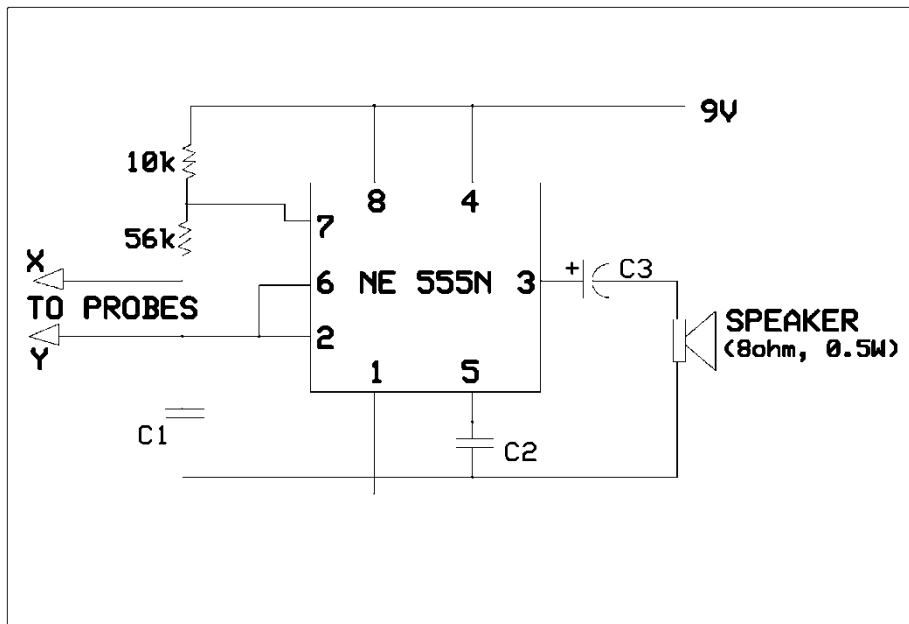 9V
10k
8 4
7
56k
X
6 NE 555N 3 + C3
TO PROBES
SPEAKER
2
(8ohm, 0.5W)
Y
1 5
C1
C2